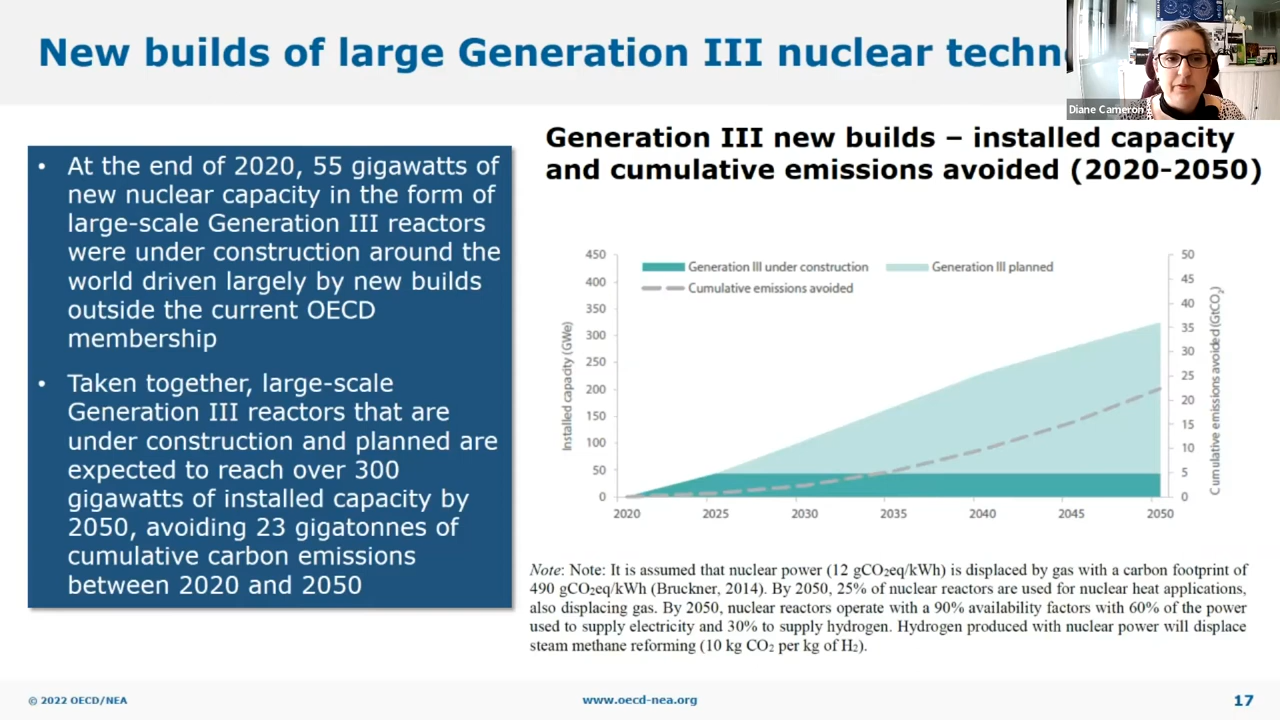 New builds of large Generation III nuclear techn
Diane Cameron
• At the end of 2020, 55 gigawatts of
new nuclear capacity in the form of
large-scale Generation III reactors
were under construction around the
world driven largely by new builds
outside the current OECD
membership
• Taken together, large-scale
Generation III reactors that are
under construction and planned are
expected to reach over 300
gigawatts of installed capacity by
2050, avoiding 23 gigatonnes of
cumulative carbon emissions
between 2020 and 2050
Generation III new builds – installed capacity
and cumulative emissions avoided (2020-2050)
Generation III under construction
Generation III planned
Cumulative emissions avoided
Installed capacity (GWe)
450
400
350
300
250
200
150
100
50
0
Cumulative emissions avoided (GtCO₂)
50
45
40
35
30
25
20
15
10
5
0
2020 2025 2030 2035 2040 2045 2050
Note: Note: It is assumed that nuclear power (12 gCO₂eq/kWh) is displaced by gas with a carbon footprint of
490 gCO₂eq/kWh (Bruckner, 2014). By 2050, 25% of nuclear reactors are used for nuclear heat applications,
also displacing gas. By 2050, nuclear reactors operate with a 90% availability factors with 60% of the power
used to supply electricity and 30% to supply hydrogen. Hydrogen produced with nuclear power will displace
steam methane reforming (10 kg CO₂ per kg of H₂).
© 2022 OECD/NEA
www.oecd-nea.org
17